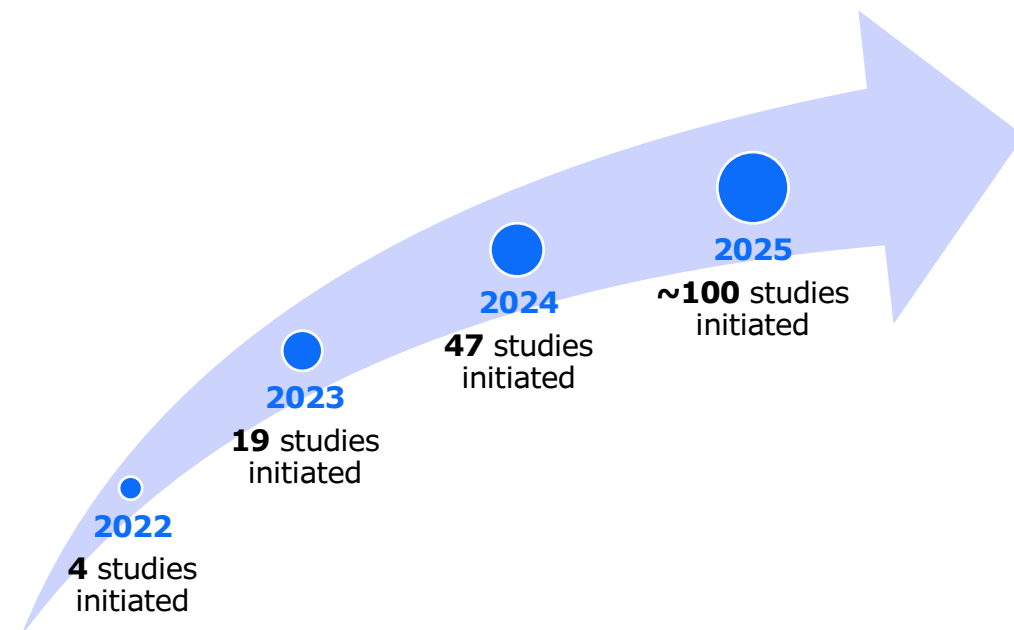 2022
4 studies
initiated
2023
19 studies
initiated
2024
47 studies
initiated
2025
~100 studies
initiated